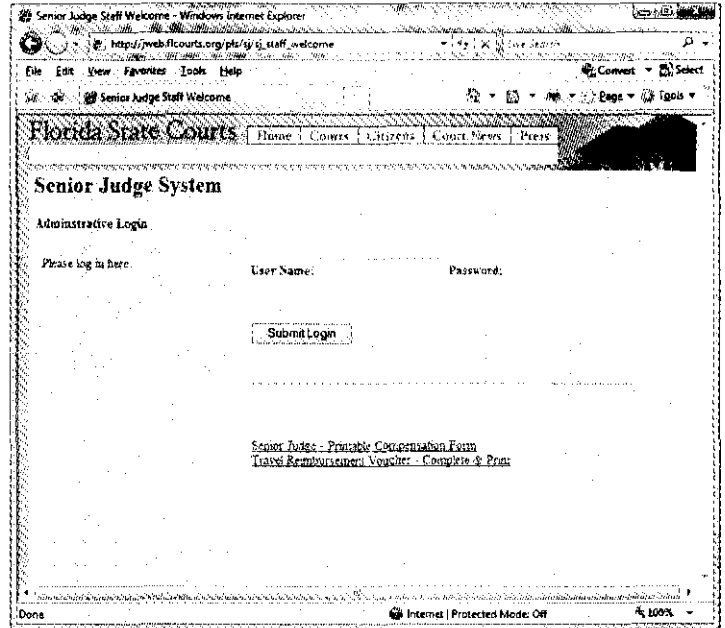 Senior Judge Staff Welcome - Windows Internet Explorer
http://jweb.flcourts.org/pls/sj/sj_staff_welcome
Live Search
File Edit View Favorites Tools Help
Convert Select
Senior Judge Staff Welcome
Page Tools
Florida State Courts Home Courts Citizens Court News Press
Senior Judge System
Adminstrative Login
Please log in here.
User Name: Password:
Submit Login
Senior Judge - Printable Compensation Form
Travel Reimbursement Voucher - Complete & Print
Done Internet | Protected Mode: Off 100%